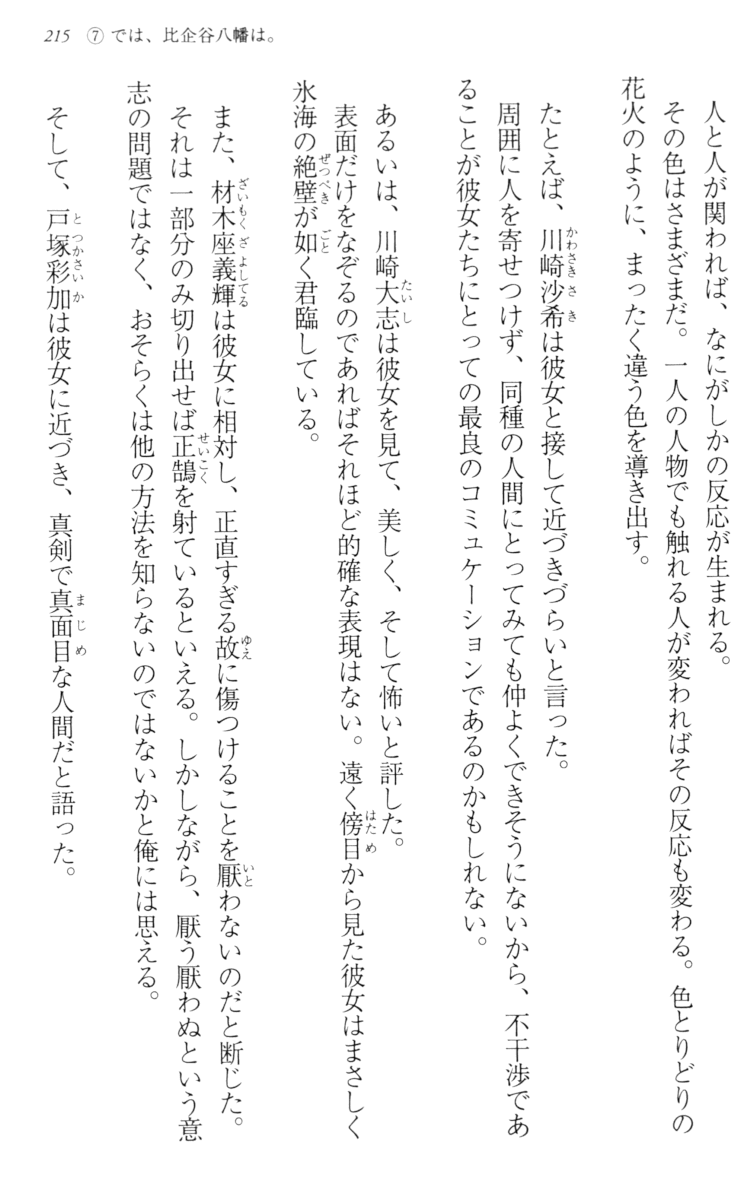 215 ⑦では、比企谷八幡は。
人と人が関われば、なにがしかの反応が生まれる。
その色はさまざまだ。一人の人物でも触れる人が変わればその反応も変わる。色とりどりの
花火のように、まったく違う色を導き出す。
たとえば、川崎沙希は彼女と接して近づきづらいと言った。
周囲に人を寄せつけず、同種の人間にとってみても仲よくできそうにないから、不干渉であ
ることが彼女たちにとっての最良のコミュケーションであるのかもしれない。
あるいは、川崎大志は彼女を見て、美しく、そして怖いと評した。
表面だけをなぞるのであればそれほど的確な表現はない。遠く傍目から見た彼女はまさしく
氷海の絶壁が如く君臨している。
また、材木座義輝は彼女に相対し、正直すぎる故に傷つけることを厭わないのだと断じた。
それは一部分のみ切り出せば正鵠を射ているといえる。しかしながら、厭う厭わぬという意
志の問題ではなく、おそらくは他の方法を知らないのではないかと俺には思える。
そして、戸塚彩加は彼女に近づき、真剣で真面目な人間だと語った。